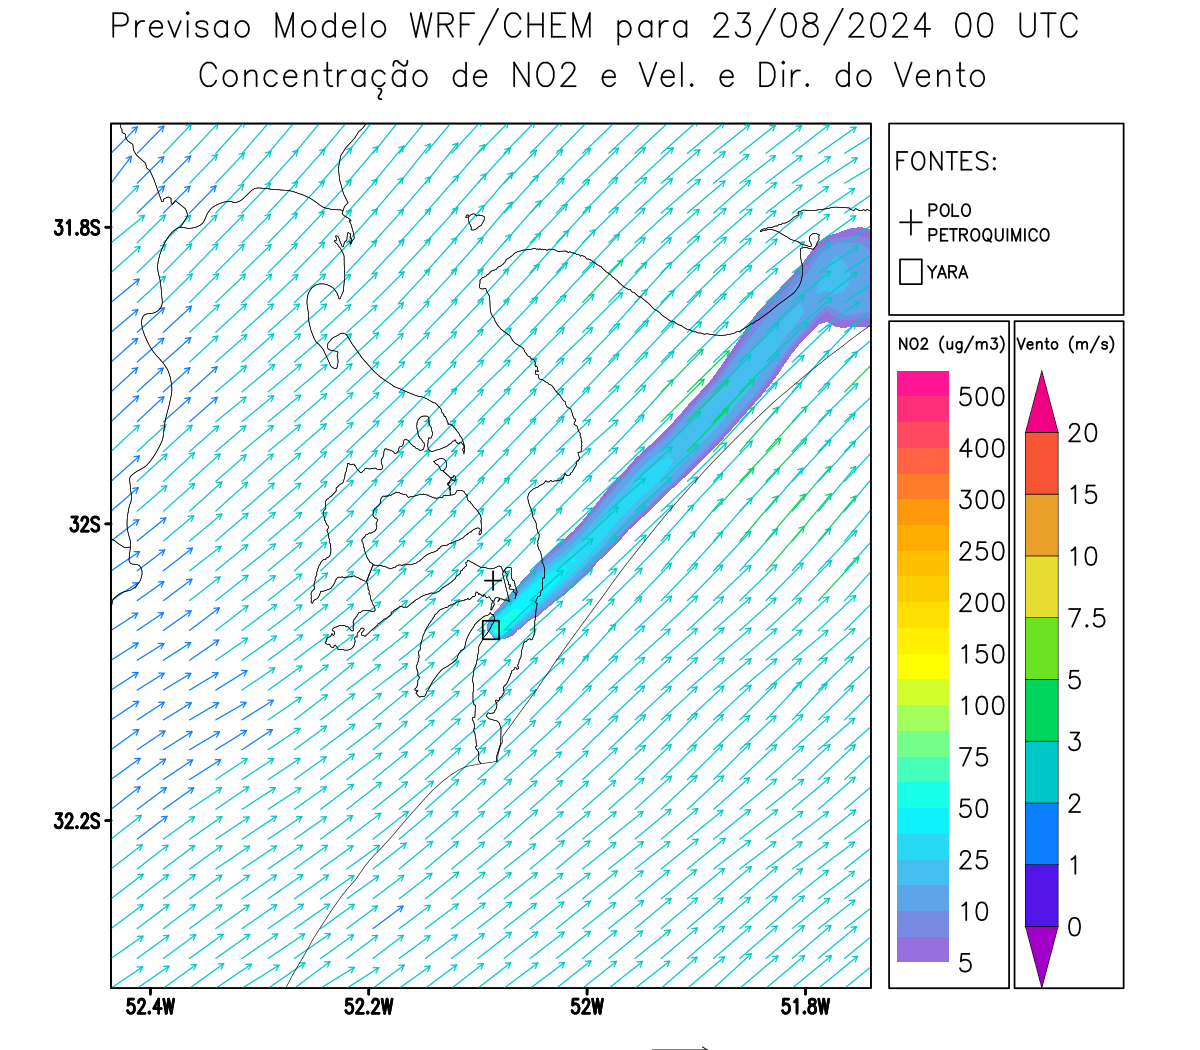 Previsao Modelo WRF/CHEM para 23/08/2024 00 UTC
Concentração de NO2 e Vel. e Dir. do Vento
FONTES:
POLO
PETROQUIMICO
YARA
31.8S
32S
32.2S
52.4W
52.2W
52W
51.8W
NO2 (ug/m3)
500
400
300
250
200
150
100
75
50
25
10
5
Vento (m/s)
20
15
10
7.5
5
3
2
1
0